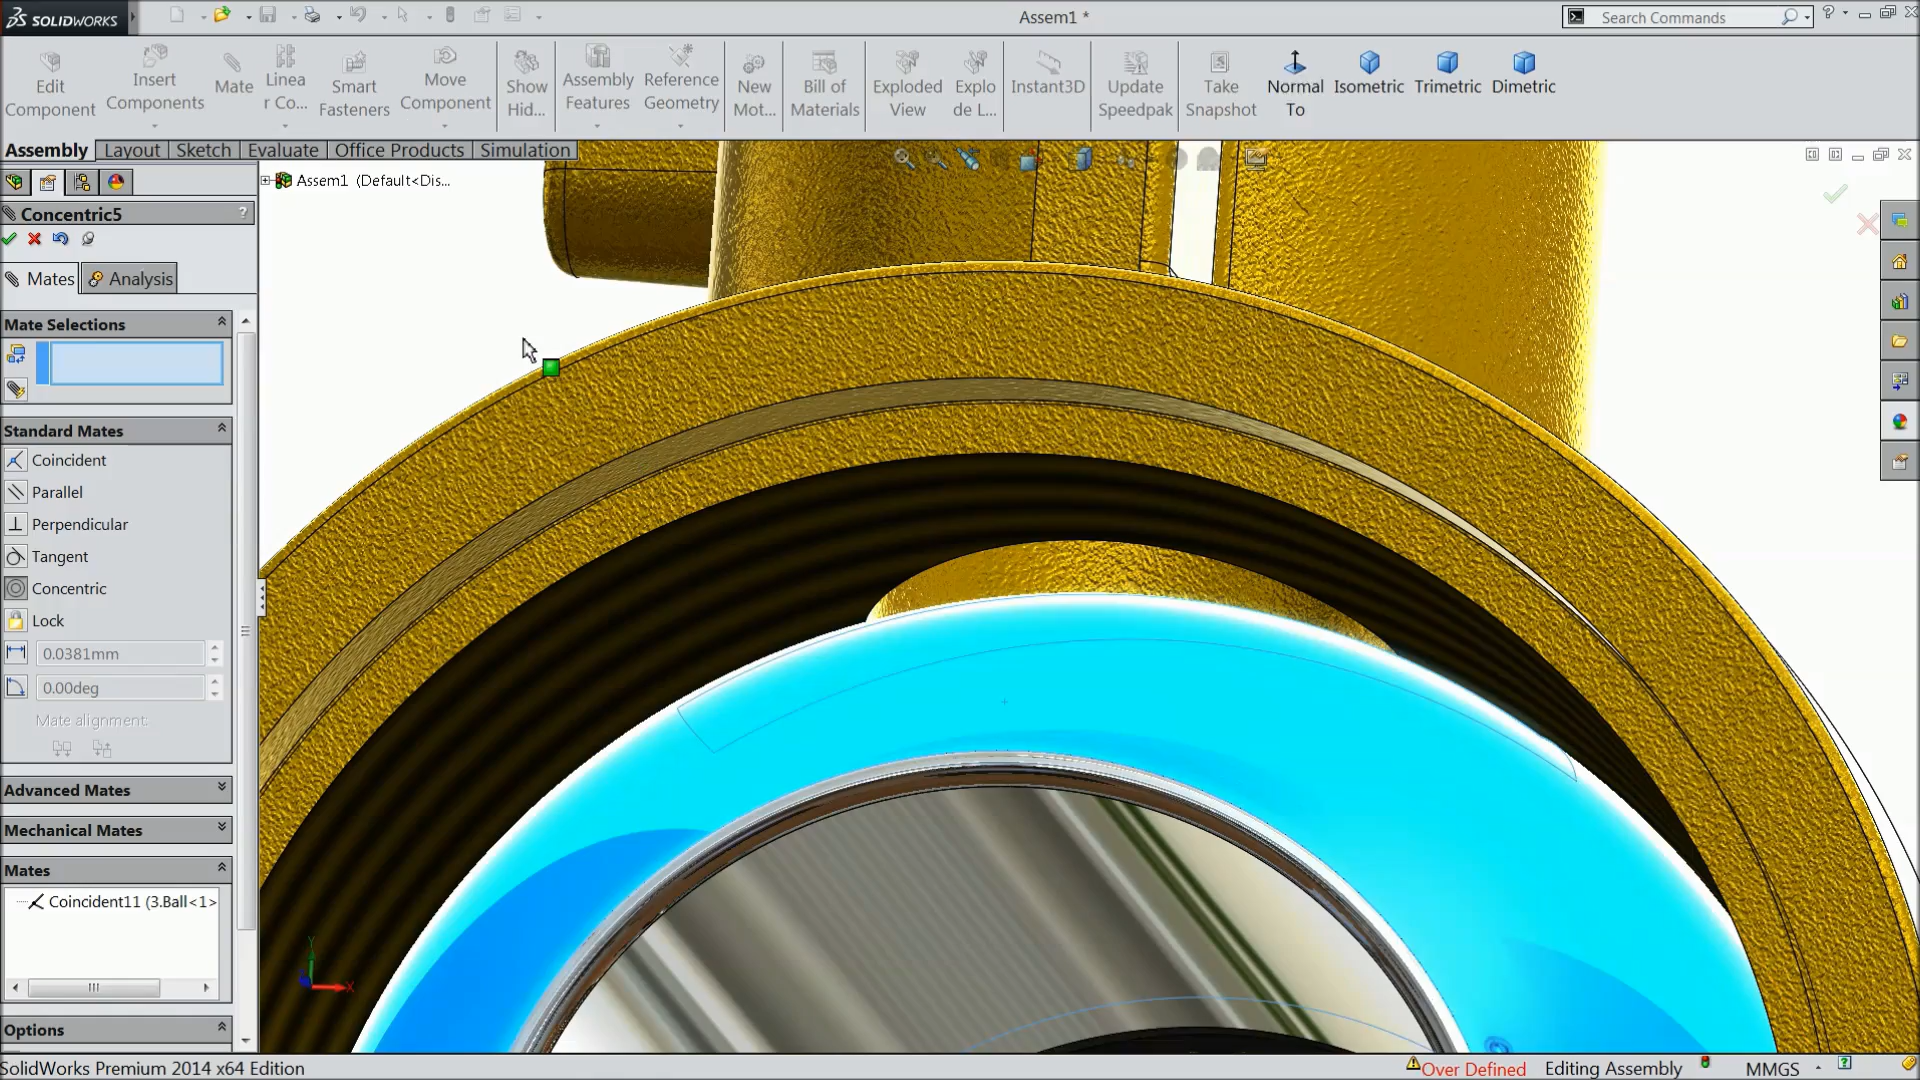 SOLIDWORKS
Assem1 *
Search Commands
Edit Component
Insert Components
Mate
Linea r Co...
Smart Fasteners
Move Component
Show Hid...
Assembly Features
Reference Geometry
New Mot...
Bill of Materials
Exploded View
Explo de L...
Instant3D
Update Speedpak
Take Snapshot
Normal To
Isometric
Trimetric
Dimetric
Assembly Layout Sketch Evaluate Office Products Simulation
Assem1 (Default<Dis...
Concentric5 ?
Mates Analysis
Mate Selections
Standard Mates
Coincident
Parallel
Perpendicular
Tangent
Concentric
Lock
0.0381mm
0.00deg
Mate alignment:
Advanced Mates
Mechanical Mates
Mates
Coincident11 (3.Ball<1>
Options
Y
X
SolidWorks Premium 2014 x64 Edition
Over Defined Editing Assembly MMGS